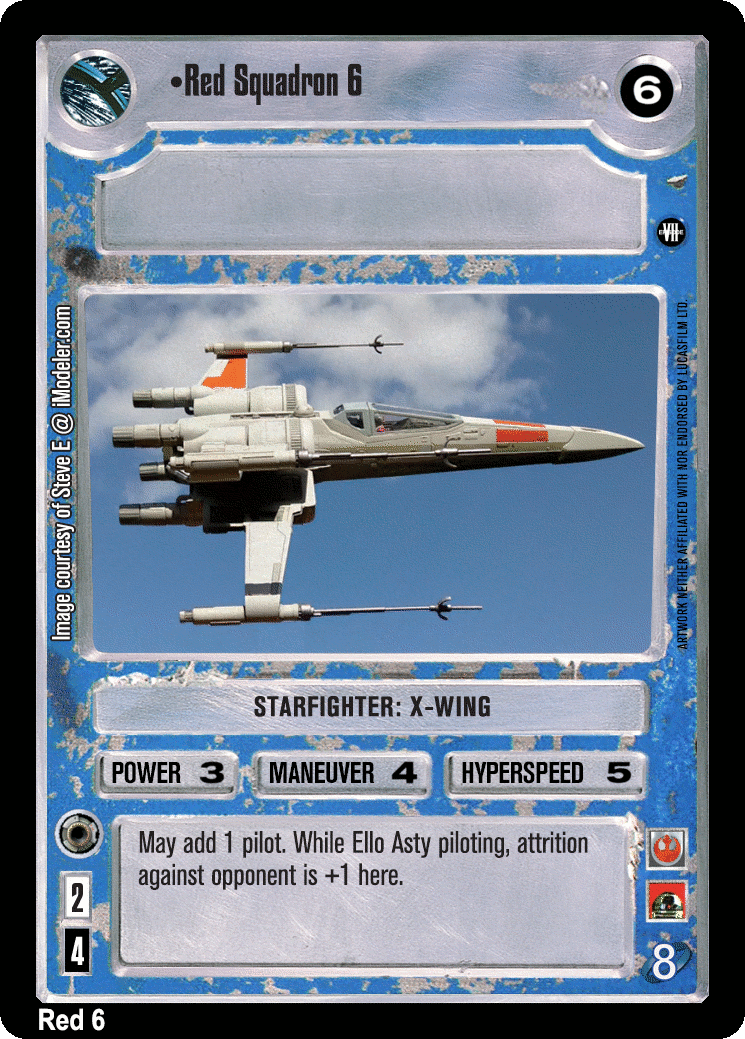 •Red Squadron 6
6
EPISODE
VII
Image courtesy of Steve E @ iModeler.com
ARTWORK NEITHER AFFILIATED WITH NOR ENDORSED BY LUCASFILM LTD.
STARFIGHTER: X-WING
POWER 3 MANEUVER 4 HYPERSPEED 5
May add 1 pilot. While Ello Asty piloting, attrition
against opponent is +1 here.
2
4
8
Red 6